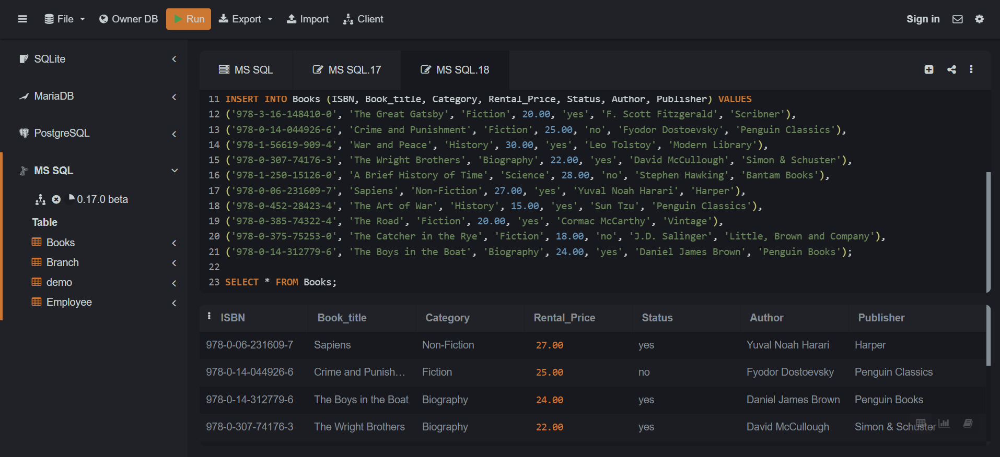 File Owner DB Run Export Import Client Sign in
SQLite
MariaDB
PostgreSQL
MS SQL
0.17.0 beta
Table
Books
Branch
demo
Employee
MS SQL MS SQL.17 MS SQL.18
11 INSERT INTO Books (ISBN, Book_title, Category, Rental_Price, Status, Author, Publisher) VALUES
12 ('978-3-16-148410-0', 'The Great Gatsby', 'Fiction', 20.00, 'yes', 'F. Scott Fitzgerald', 'Scribner'),
13 ('978-0-14-044926-6', 'Crime and Punishment', 'Fiction', 25.00, 'no', 'Fyodor Dostoevsky', 'Penguin Classics'),
14 ('978-1-56619-909-4', 'War and Peace', 'History', 30.00, 'yes', 'Leo Tolstoy', 'Modern Library'),
15 ('978-0-307-74176-3', 'The Wright Brothers', 'Biography', 22.00, 'yes', 'David McCullough', 'Simon & Schuster'),
16 ('978-1-250-15126-0', 'A Brief History of Time', 'Science', 28.00, 'no', 'Stephen Hawking', 'Bantam Books'),
17 ('978-0-06-231609-7', 'Sapiens', 'Non-Fiction', 27.00, 'yes', 'Yuval Noah Harari', 'Harper'),
18 ('978-0-452-28423-4', 'The Art of War', 'History', 15.00, 'yes', 'Sun Tzu', 'Penguin Classics'),
19 ('978-0-385-74322-4', 'The Road', 'Fiction', 20.00, 'yes', 'Cormac McCarthy', 'Vintage'),
20 ('978-0-375-75253-0', 'The Catcher in the Rye', 'Fiction', 18.00, 'no', 'J.D. Salinger', 'Little, Brown and Company'),
21 ('978-0-14-312779-6', 'The Boys in the Boat', 'Biography', 24.00, 'yes', 'Daniel James Brown', 'Penguin Books');
22
23 SELECT * FROM Books;
ISBN Book_title Category Rental_Price Status Author Publisher
978-0-06-231609-7 Sapiens Non-Fiction 27.00 yes Yuval Noah Harari Harper
978-0-14-044926-6 Crime and Punish... Fiction 25.00 no Fyodor Dostoevsky Penguin Classics
978-0-14-312779-6 The Boys in the Boat Biography 24.00 yes Daniel James Brown Penguin Books
978-0-307-74176-3 The Wright Brothers Biography 22.00 yes David McCullough Simon & Schuster